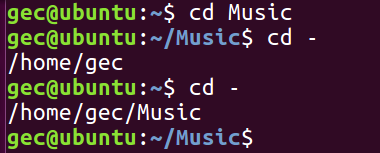 gec@ubuntu:~$ cd Music
gec@ubuntu:~/Music$ cd -
/home/gec
gec@ubuntu:~$ cd -
/home/gec/Music
gec@ubuntu:~/Music$